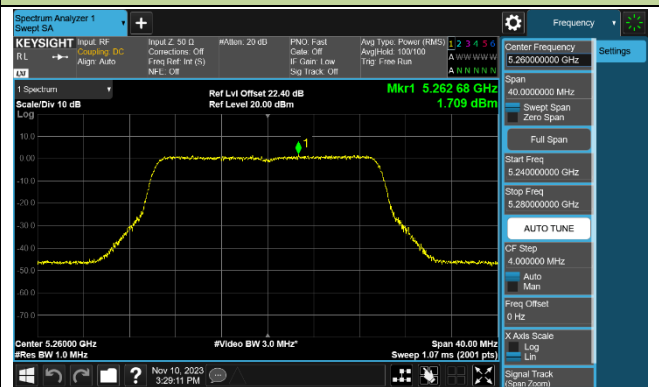 Spectrum Analyzer 1
Swept SA
+
Frequency
KEYSIGHT
RL
LXI
Input: RF
Coupling: DC
Align: Auto
Input Z: 50 Ω
Corrections: Off
Freq Ref: Int (S)
NFE: Off
#Atten: 20 dB
PNO: Fast
Gate: Off
IF Gain: Low
Sig Track: Off
Avg Type: Power (RMS)
Avg|Hold: 100/100
Trig: Free Run
1 2 3 4 5 6
A W W W W W
A N N N N N
Center Frequency
5.260000000 GHz
Settings
Span
40.0000000 MHz
Swept Span
Zero Span
Full Span
Start Freq
5.240000000 GHz
Stop Freq
5.280000000 GHz
AUTO TUNE
CF Step
4.000000 MHz
Auto
Man
Freq Offset
0 Hz
X Axis Scale
Log
Lin
Signal Track
(Span Zoom)
1 Spectrum
Scale/Div 10 dB
Log
Ref Lvl Offset 22.40 dB
Ref Level 20.00 dBm
Mkr1 5.262 68 GHz
1.709 dBm
1
10.0
0.00
-10.0
-20.0
-30.0
-40.0
-50.0
-60.0
-70.0
Center 5.26000 GHz
#Res BW 1.0 MHz
#Video BW 3.0 MHz*
Span 40.00 MHz
Sweep 1.07 ms (2001 pts)
?
Nov 10, 2023
3:29:11 PM